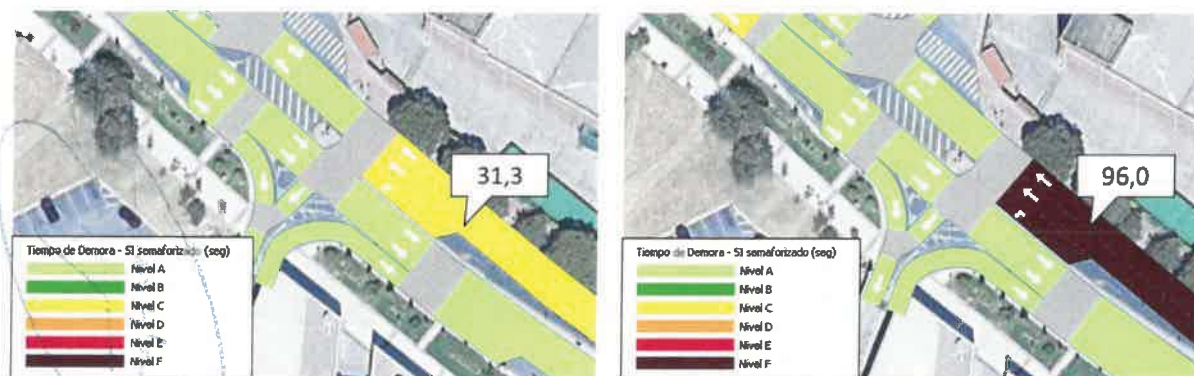 31,3
Tiempo de Demora - SI semaforizado (seg)
Nivel A
Nivel B
Nivel C
Nivel D
Nivel E
Nivel F
96,0
Tiempo de Demora - SI semaforizado (seg)
Nivel A
Nivel B
Nivel C
Nivel D
Nivel E
Nivel F